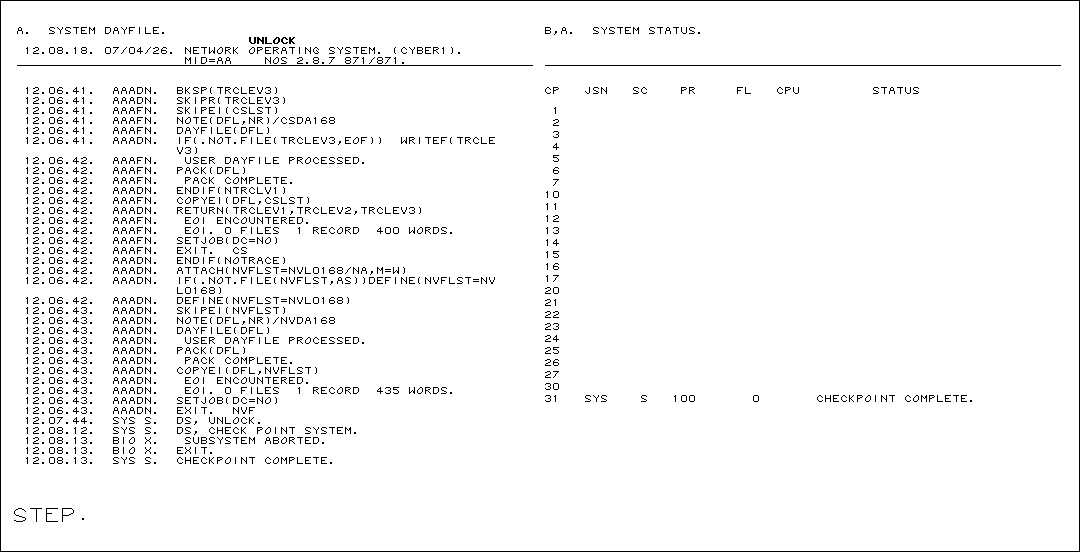 A.  SYSTEM DAYFILE.
UNLOCK
12.08.18. 07/04/26. NETWORK OPERATING SYSTEM. (CYBER1).
MID=AA    NOS 2.8.7 871/871.
12.06.41.  AAADN.  BKSP(TRCLEV3)
12.06.41.  AAADN.  SKIPR(TRCLEV3)
12.06.41.  AAAFN.  SKIPEI(CSLST)
12.06.41.  AAAFN.  NOTE(DFL,NR)/CSDA168
12.06.41.  AAAFN.  DAYFILE(DFL)
12.06.41.  AAADN.  IF(.NOT.FILE(TRCLEV3,EOF))  WRITEF(TRCLE
V3)
12.06.42.  AAAFN.   USER DAYFILE PROCESSED.
12.06.42.  AAAFN.  PACK(DFL)
12.06.42.  AAAFN.   PACK COMPLETE.
12.06.42.  AAADN.  ENDIF(NTRCLV1)
12.06.42.  AAAFN.  COPYEI(DFL,CSLST)
12.06.42.  AAADN.  RETURN(TRCLEV1,TRCLEV2,TRCLEV3)
12.06.42.  AAAFN.   EOI ENCOUNTERED.
12.06.42.  AAAFN.   EOI. 0 FILES  1 RECORD  400 WORDS.
12.06.42.  AAAFN.  SETJOB(DC=NO)
12.06.42.  AAAFN.  EXIT.  CS
12.06.42.  AAADN.  ENDIF(NOTRACE)
12.06.42.  AAADN.  ATTACH(NVFLST=NVLO168/NA,M=W)
12.06.42.  AAADN.  IF(.NOT.FILE(NVFLST,AS))DEFINE(NVFLST=NV
LO168)
12.06.42.  AAADN.  DEFINE(NVFLST=NVLO168)
12.06.43.  AAADN.  SKIPEI(NVFLST)
12.06.43.  AAADN.  NOTE(DFL,NR)/NVDA168
12.06.43.  AAADN.  DAYFILE(DFL)
12.06.43.  AAADN.   USER DAYFILE PROCESSED.
12.06.43.  AAADN.  PACK(DFL)
12.06.43.  AAADN.   PACK COMPLETE.
12.06.43.  AAADN.  COPYEI(DFL,NVFLST)
12.06.43.  AAADN.   EOI ENCOUNTERED.
12.06.43.  AAADN.   EOI. 0 FILES  1 RECORD  435 WORDS.
12.06.43.  AAADN.  SETJOB(DC=NO)
12.06.43.  AAADN.  EXIT.  NVF
12.07.44.  SYS S.  DS, UNLOCK.
12.08.12.  SYS S.  DS, CHECK POINT SYSTEM.
12.08.13.  BIO X.   SUBSYSTEM ABORTED.
12.08.13.  BIO X.  EXIT.
12.08.13.  SYS S.  CHECKPOINT COMPLETE.
STEP.
B,A.  SYSTEM STATUS.
CP   JSN   SC    PR     FL   CPU         STATUS
1
2
3
4
5
6
7
10
11
12
13
14
15
16
17
20
21
22
23
24
25
26
27
30
31   SYS    S   100       0       CHECKPOINT COMPLETE.